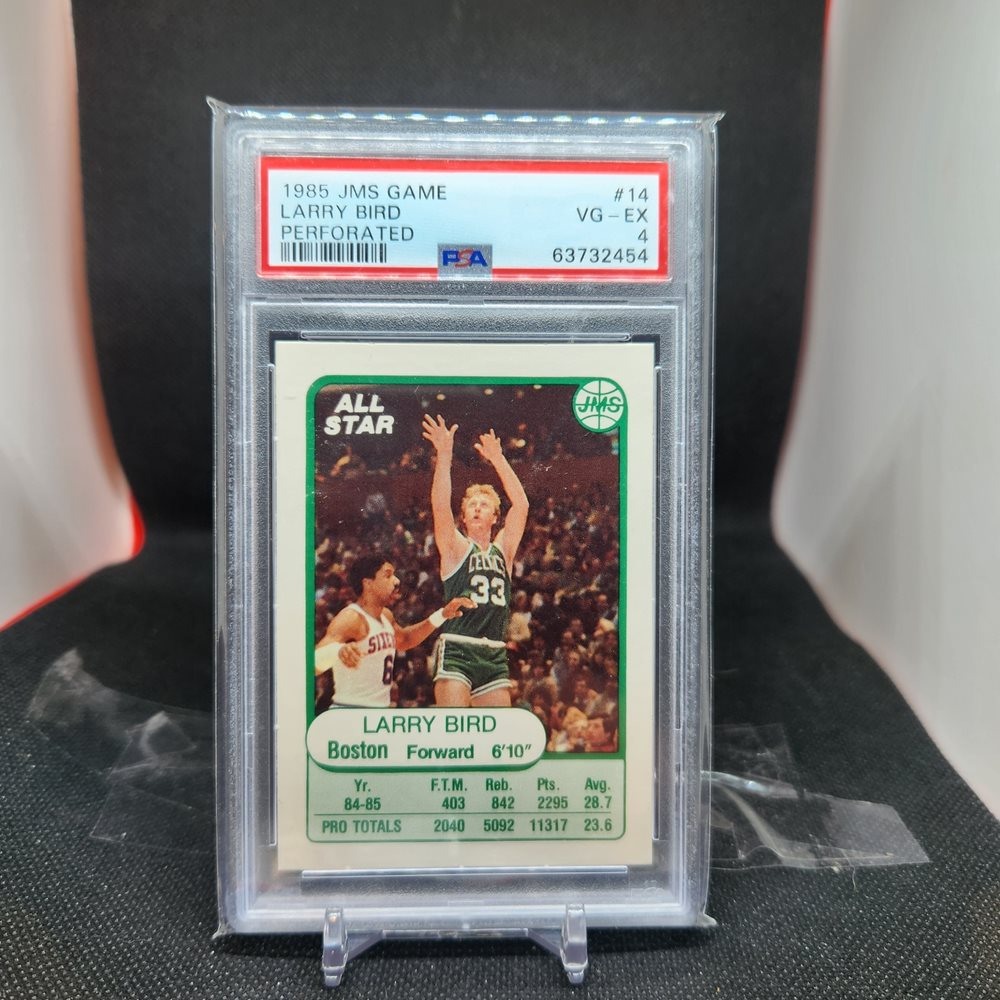 1985 JMS GAME #14
LARRY BIRD VG-EX
PERFORATED 4
PSA 63732454
ALL
STAR
JMS
CELTICS
33
SIXERS
6
LARRY BIRD
Boston Forward 6'10"
Yr. F.T.M. Reb. Pts. Avg.
84-85 403 842 2295 28.7
PRO TOTALS 2040 5092 11317 23.6